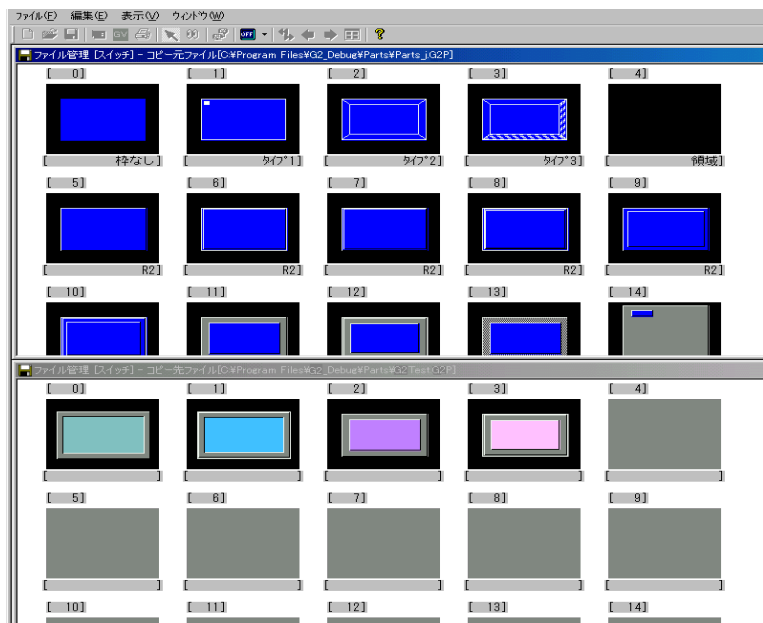 ファイル(F) 編集(E) 表示(V) ウィンドウ(W)
GV OFF ?
ファイル管理 [スイッチ] - コピー元ファイル[C:¥Program Files¥G2_Debug¥Parts¥Parts_j.G2P]
[ 0] [ 1] [ 2] [ 3] [ 4]
[ 枠なし] [ タイプ1] [ タイプ2] [ タイプ3] [ 領域]
[ 5] [ 6] [ 7] [ 8] [ 9]
[ R2] [ R2] [ R2] [ R2] [ R2]
[ 10] [ 11] [ 12] [ 13] [ 14]
ファイル管理 [スイッチ] - コピー先ファイル[C:¥Program Files¥G2_Debug¥Parts¥G2Test.G2P]
[ 0] [ 1] [ 2] [ 3] [ 4]
[ ] [ ] [ ] [ ] [ ]
[ 5] [ 6] [ 7] [ 8] [ 9]
[ ] [ ] [ ] [ ] [ ]
[ 10] [ 11] [ 12] [ 13] [ 14]